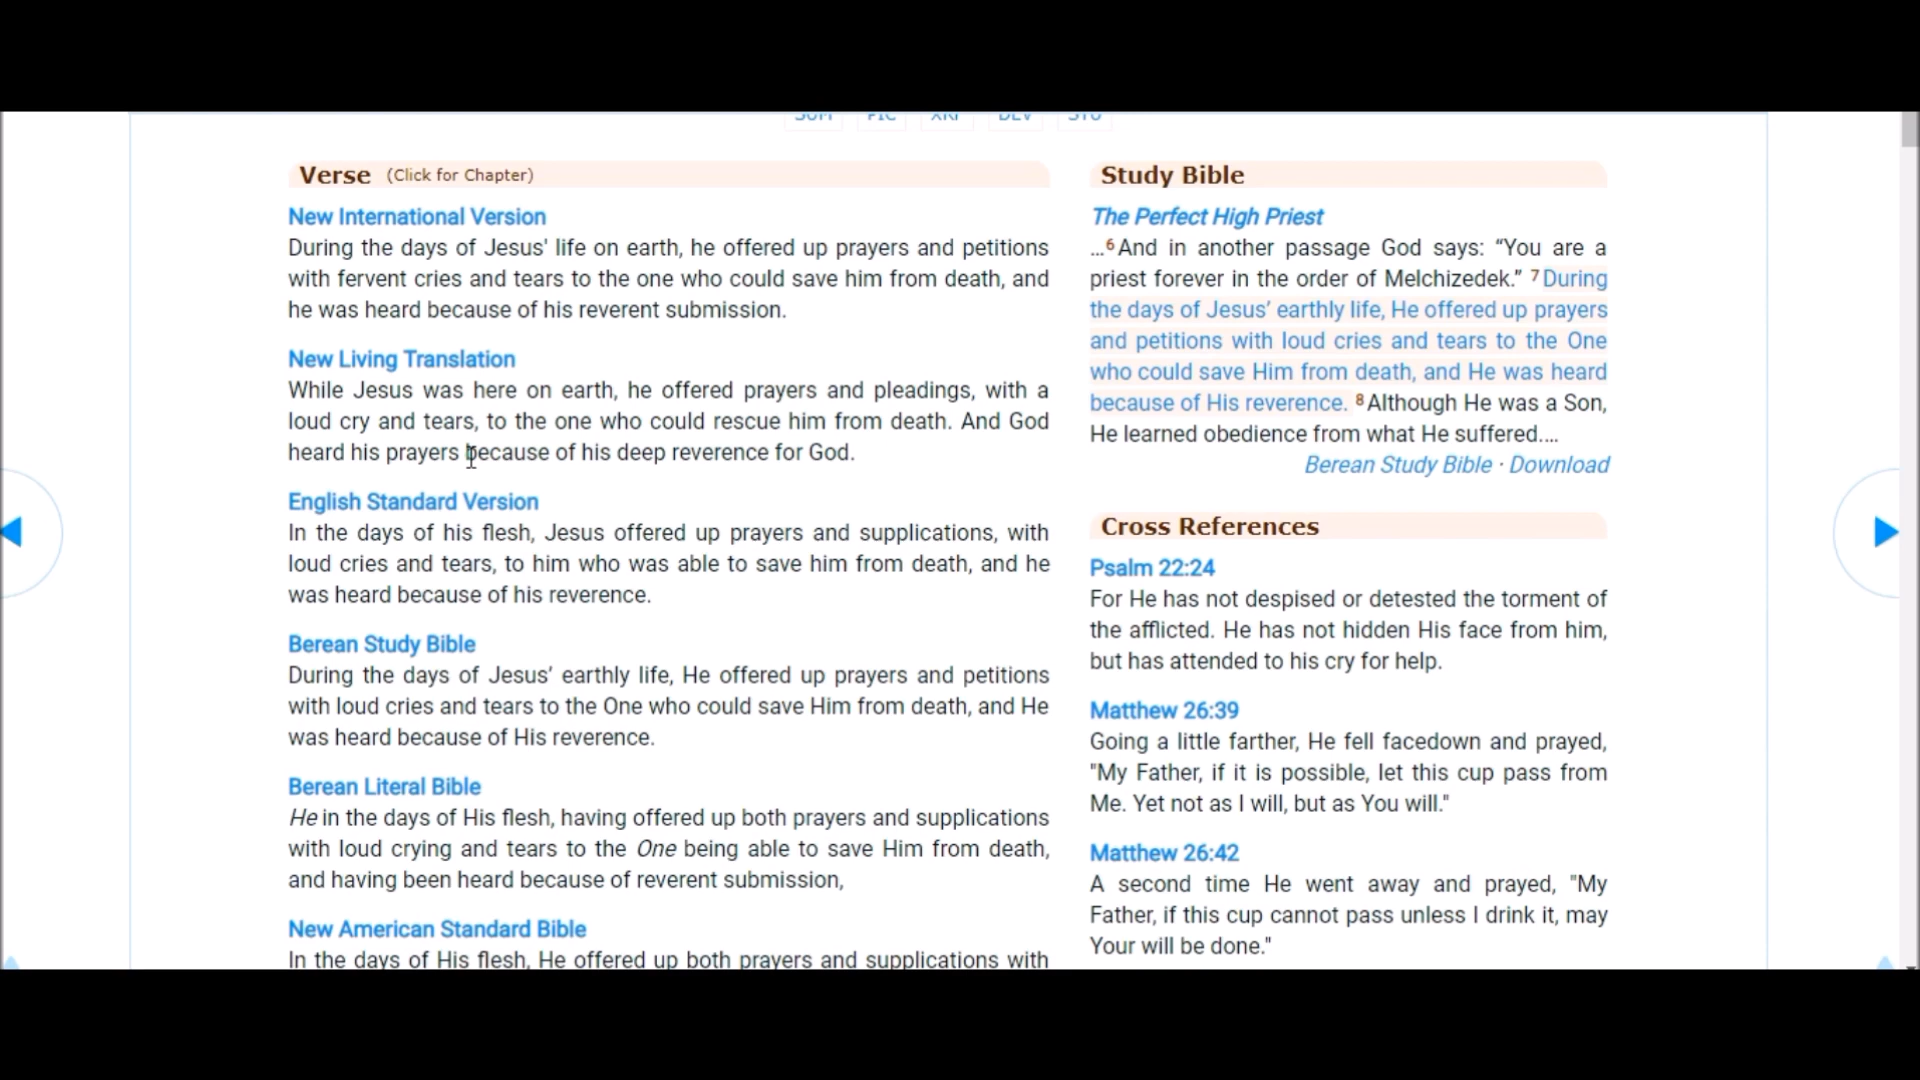 SUM PIC XRF DEV STU
Verse (Click for Chapter)
New International Version
During the days of Jesus' life on earth, he offered up prayers and petitions
with fervent cries and tears to the one who could save him from death, and
he was heard because of his reverent submission.
New Living Translation
While Jesus was here on earth, he offered prayers and pleadings, with a
loud cry and tears, to the one who could rescue him from death. And God
heard his prayers because of his deep reverence for God.
English Standard Version
In the days of his flesh, Jesus offered up prayers and supplications, with
loud cries and tears, to him who was able to save him from death, and he
was heard because of his reverence.
Berean Study Bible
During the days of Jesus’ earthly life, He offered up prayers and petitions
with loud cries and tears to the One who could save Him from death, and He
was heard because of His reverence.
Berean Literal Bible
He in the days of His flesh, having offered up both prayers and supplications
with loud crying and tears to the One being able to save Him from death,
and having been heard because of reverent submission,
New American Standard Bible
In the days of His flesh, He offered up both prayers and supplications with
Study Bible
The Perfect High Priest
…6And in another passage God says: “You are a
priest forever in the order of Melchizedek.” 7During
the days of Jesus’ earthly life, He offered up prayers
and petitions with loud cries and tears to the One
who could save Him from death, and He was heard
because of His reverence. 8Although He was a Son,
He learned obedience from what He suffered.…
Berean Study Bible · Download
Cross References
Psalm 22:24
For He has not despised or detested the torment of
the afflicted. He has not hidden His face from him,
but has attended to his cry for help.
Matthew 26:39
Going a little farther, He fell facedown and prayed,
"My Father, if it is possible, let this cup pass from
Me. Yet not as I will, but as You will."
Matthew 26:42
A second time He went away and prayed, "My
Father, if this cup cannot pass unless I drink it, may
Your will be done."